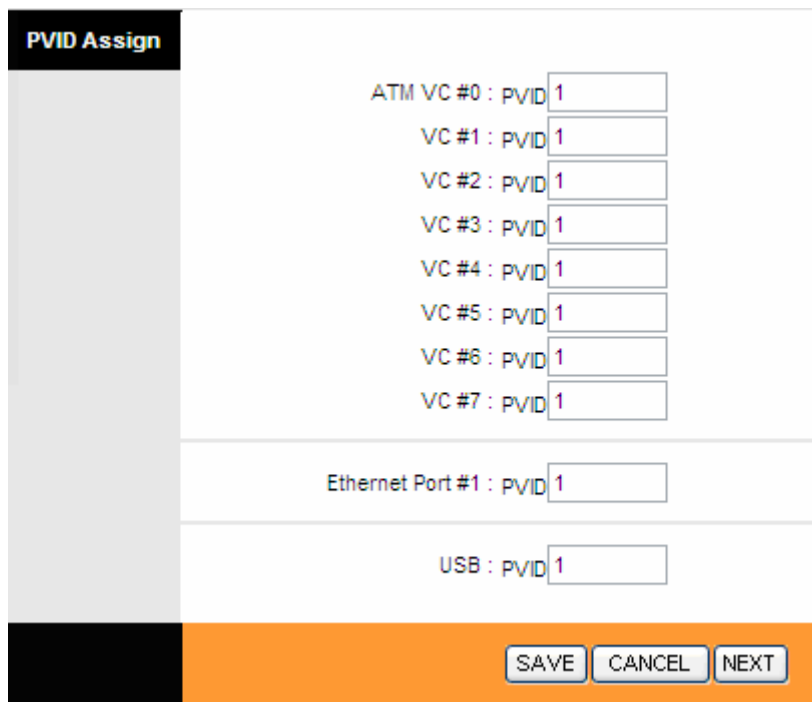 PVID Assign
ATM VC #0 : PVID 1
VC #1 : PVID 1
VC #2 : PVID 1
VC #3 : PVID 1
VC #4 : PVID 1
VC #5 : PVID 1
VC #6 : PVID 1
VC #7 : PVID 1
Ethernet Port #1 : PVID 1
USB : PVID 1
SAVE CANCEL NEXT